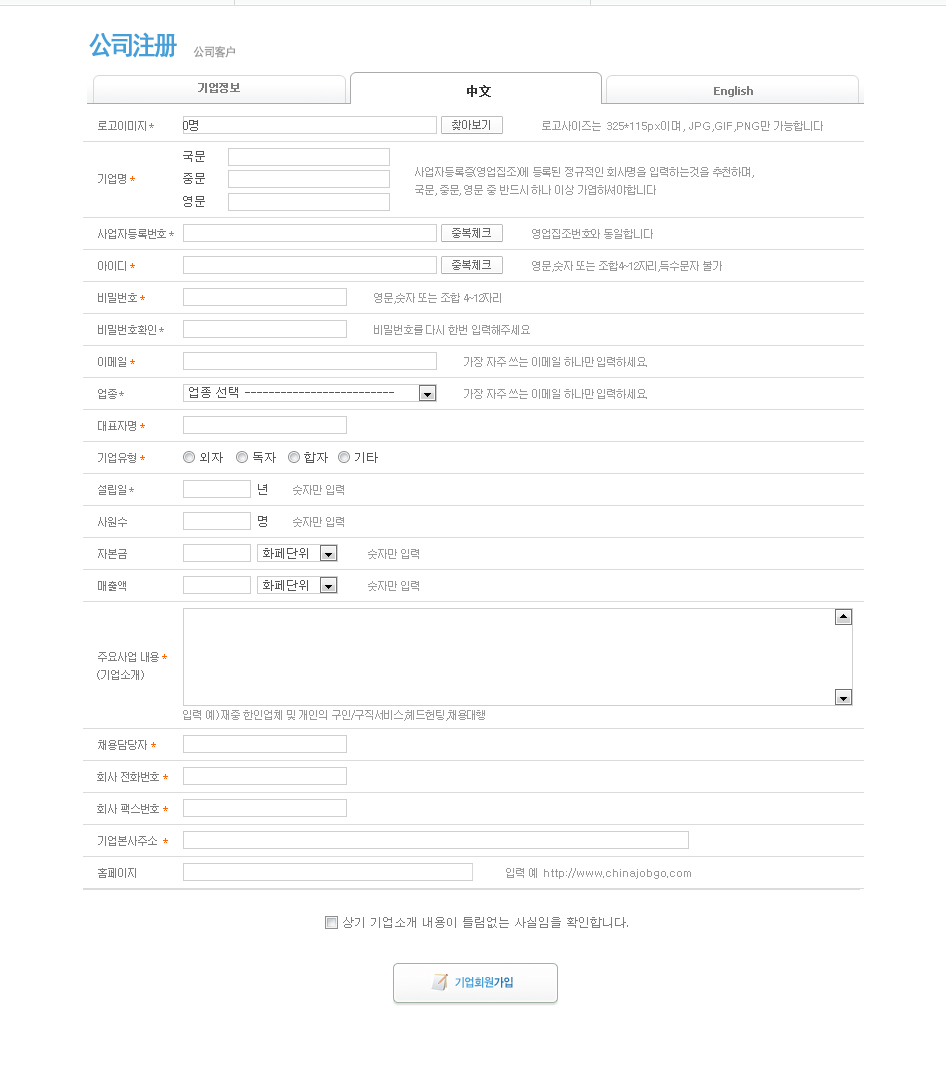 公司注册 公司客户
기업정보 中文 English
로고이미지* 0명 찾아보기 로고사이즈는 325*115px이며, JPG,GIF,PNG만 가능합니다
국문
중문
영문
기업명* 사업자등록증(영업집조)에 등록된 정규적인 회사명을 입력하는것을 추천하며,
국문, 중문, 영문 중 반드시 하나 이상 가엽하셔야합니다
사업자등록번호* 중복체크 영업집조번호와 동일합니다
아이디* 중복체크 영문,숫자 또는 조합4~12자리,득수문자 불가
비밀번호* 영문,숫자 또는 조합 4~12자리
비밀번호확인* 비밀번호를 다시 한번 입력해주세요
이메일* 가장 자주 쓰는 이메일 하나만 입력하세요.
업종* 업종 선택 ------------------------- 가장 자주 쓰는 이메일 하나만 입력하세요.
대표자명*
기업유형* 외자 독자 합자 기타
설립일* 년 숫자만 입력
사원수 명 숫자만 입력
자본금 화페단위 숫자만 입력
매출액 화페단위 숫자만 입력
주요사업 내용*
(기업소개)
입력 예)재중 한인업체 및 개인의 구인/구직서비스,헤드헌팅,채용대행
채용담당자*
회사 전화번호*
회사 팩스번호*
기업본사주소*
홈페이지 입력 예 http://www.chinajobgo.com
상기 기업소개 내용이 틀림없는 사실임을 확인합니다.
기업회원가입